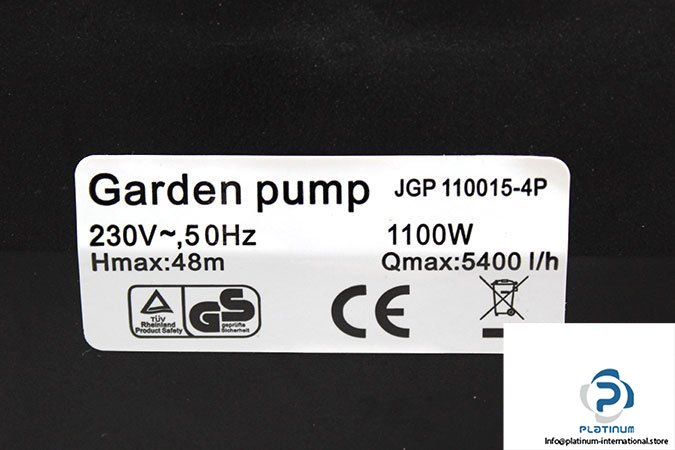 Garden pump JGP 110015-4P
230V~,50Hz 1100W
Hmax:48m Qmax:5400 l/h
TÜV
Rheinland
Product Safety
GS
geprüfte
Sicherheit
CE
PLATINUM
Info@platinum-international.store